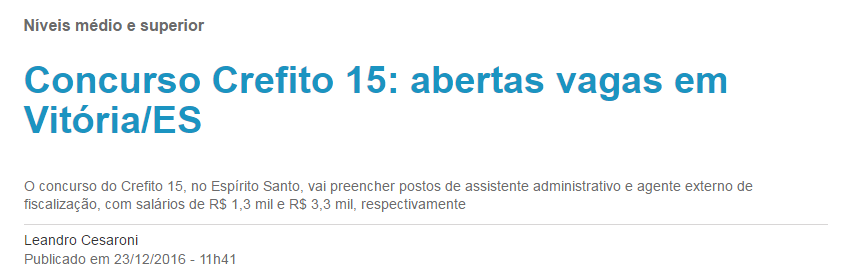 Níveis médio e superior
Concurso Crefito 15: abertas vagas em
Vitória/ES
O concurso do Crefito 15, no Espírito Santo, vai preencher postos de assistente administrativo e agente externo de
fiscalização, com salários de R$ 1,3 mil e R$ 3,3 mil, respectivamente
Leandro Cesaroni
Publicado em 23/12/2016 - 11h41